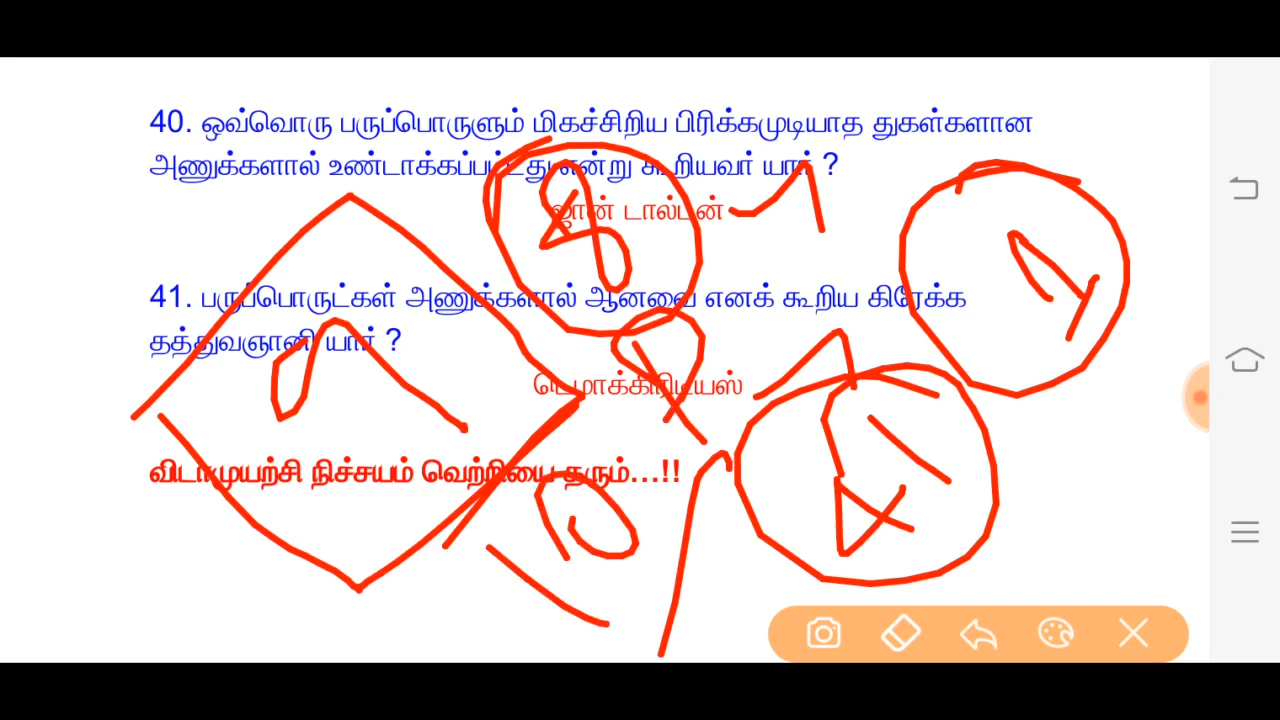 40. ஒவ்வொரு பருப்பொருளும் மிகச்சிறிய பிரிக்கமுடியாத துகள்களான
அணுக்களால் உண்டாக்கப்பட்டது என்று கூறியவர் யார் ?
ஜான் டால்டன்
41. பருப்பொருட்கள் அணுக்களால் ஆனவை எனக் கூறிய கிரேக்க
தத்துவஞானி யார் ?
டெமாக்கிரிடியஸ்
விடாமுயற்சி நிச்சயம் வெற்றியை தரும்...!!